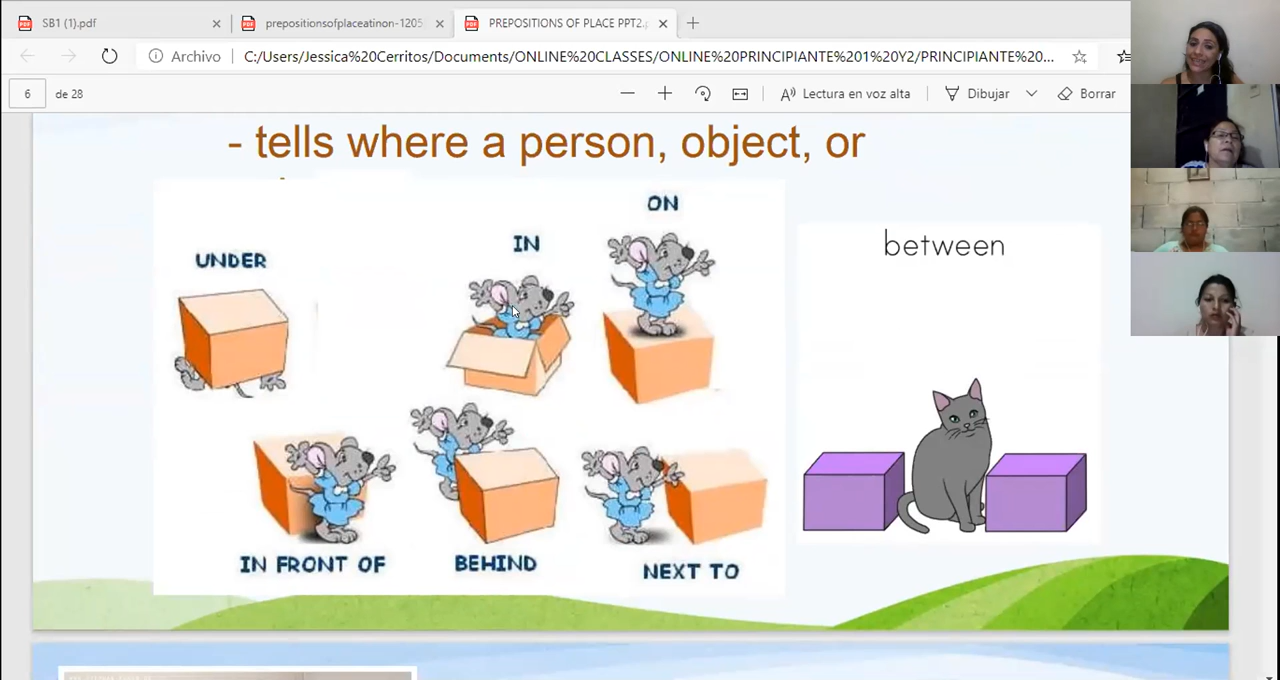 SB1 (1).pdf
prepositionsofplaceatinon-1205
PREPOSITIONS OF PLACE PPT2.
Archivo
C:/Users/Jessica%20Cerritos/Documents/ONLINE%20CLASSES/ONLINE%20PRINCIPIANTE%201%20Y2/PRINCIPIANTE%20...
6 de 28
Lectura en voz alta
Dibujar
Borrar
- tells where a person, object, or
ON
IN
UNDER
between
IN FRONT OF
BEHIND
NEXT TO